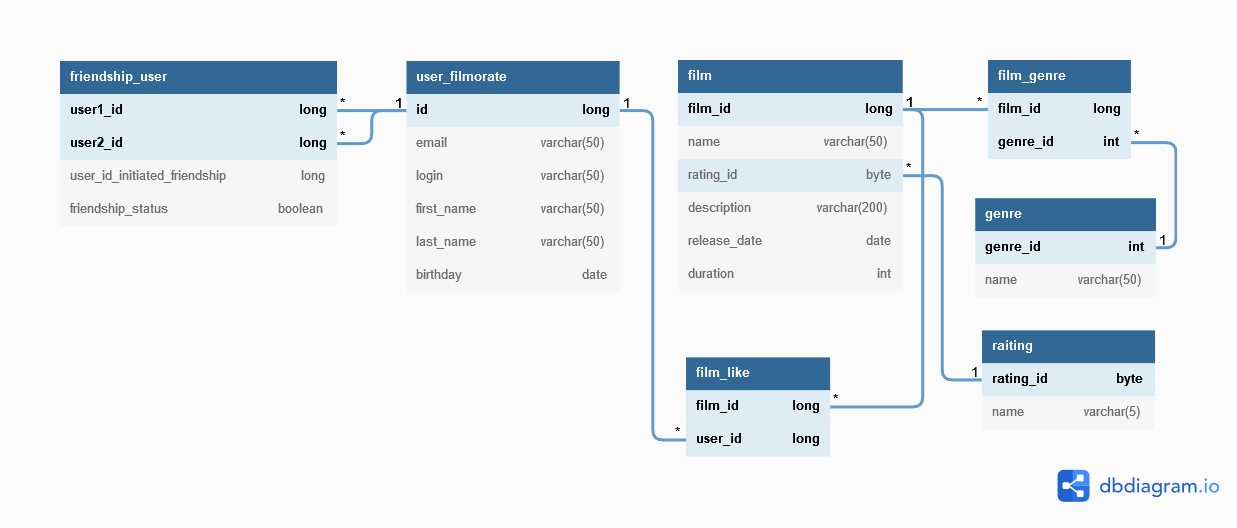 friendship_user
user1_id long
user2_id long
user_id_initiated_friendship long
friendship_status boolean
* 1
*
user_filmorate
id long
email varchar(50)
login varchar(50)
first_name varchar(50)
last_name varchar(50)
birthday date
1
film
film_id long
name varchar(50)
rating_id byte
description varchar(200)
release_date date
duration int
1 *
*
film_genre
film_id long
genre_id int
*
genre
genre_id int
name varchar(50)
1
film_like
film_id long
user_id long
*
*
raiting
rating_id byte
name varchar(5)
1
dbdiagram.io